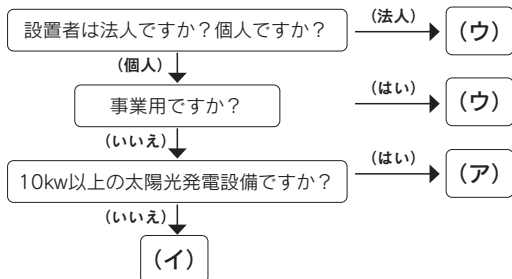 設置者は法人ですか？個人ですか？
（法人）
（ウ）
（個人）
事業用ですか？
（はい）
（ウ）
（いいえ）
10kw以上の太陽光発電設備ですか？
（はい）
（ア）
（いいえ）
（イ）